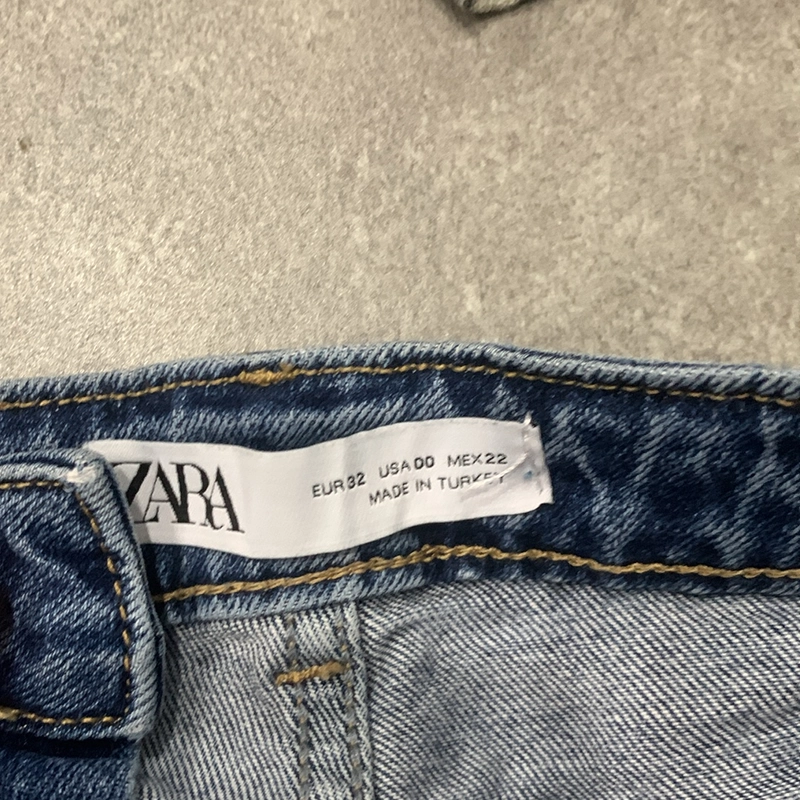 ZARA
EUR 32 USA 00 MEX 22
MADE IN TURKEY